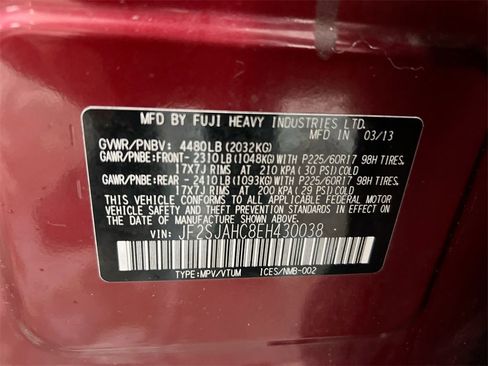 MFD BY FUJI HEAVY INDUSTRIES LTD.
MFD IN 03/13
GVWR/PNBV: 4480LB (2032KG)
GAWR/PNBE: FRONT- 2310LB (1048KG) WITH P225/60R17 98H TIRES.
17X7J RIMS AT 210 KPA (30 PSI) COLD
GAWR/PNBE: REAR - 2410LB (1093KG) WITH P225/60R17 98H TIRES.
17X7J RIMS AT 200 KPA (29 PSI) COLD
THIS VEHICLE CONFORMS TO ALL APPLICABLE FEDERAL MOTOR
VEHICLE SAFETY, BUMPER, AND THEFT PREVENTION STANDARDS
IN EFFECT ON THE DATE OF MANUFACTURE SHOWN ABOVE.
VIN: JF2SJAHC8EH430038
TYPE:MPV/VTUM ICES/NMB-002